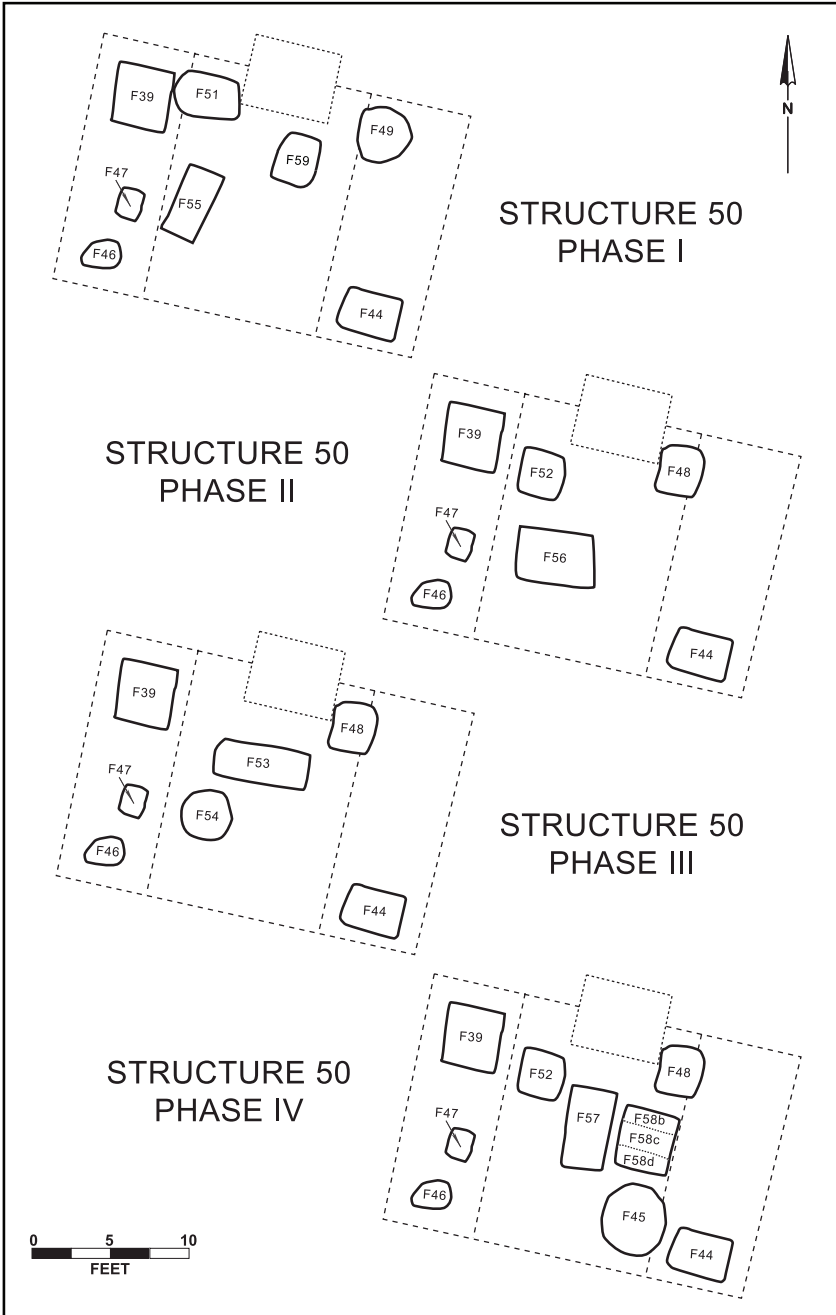 F39
F51
F49
F59
F47
F55
F46
F44
N
STRUCTURE 50
PHASE I
STRUCTURE 50
PHASE II
F39
F52
F48
F47
F56
F46
F44
F39
F48
F53
F47
F54
F46
F44
STRUCTURE 50
PHASE III
STRUCTURE 50
PHASE IV
F39
F52
F48
F57
F58b
F58c
F58d
F47
F46
F45
F44
0 5 10
FEET